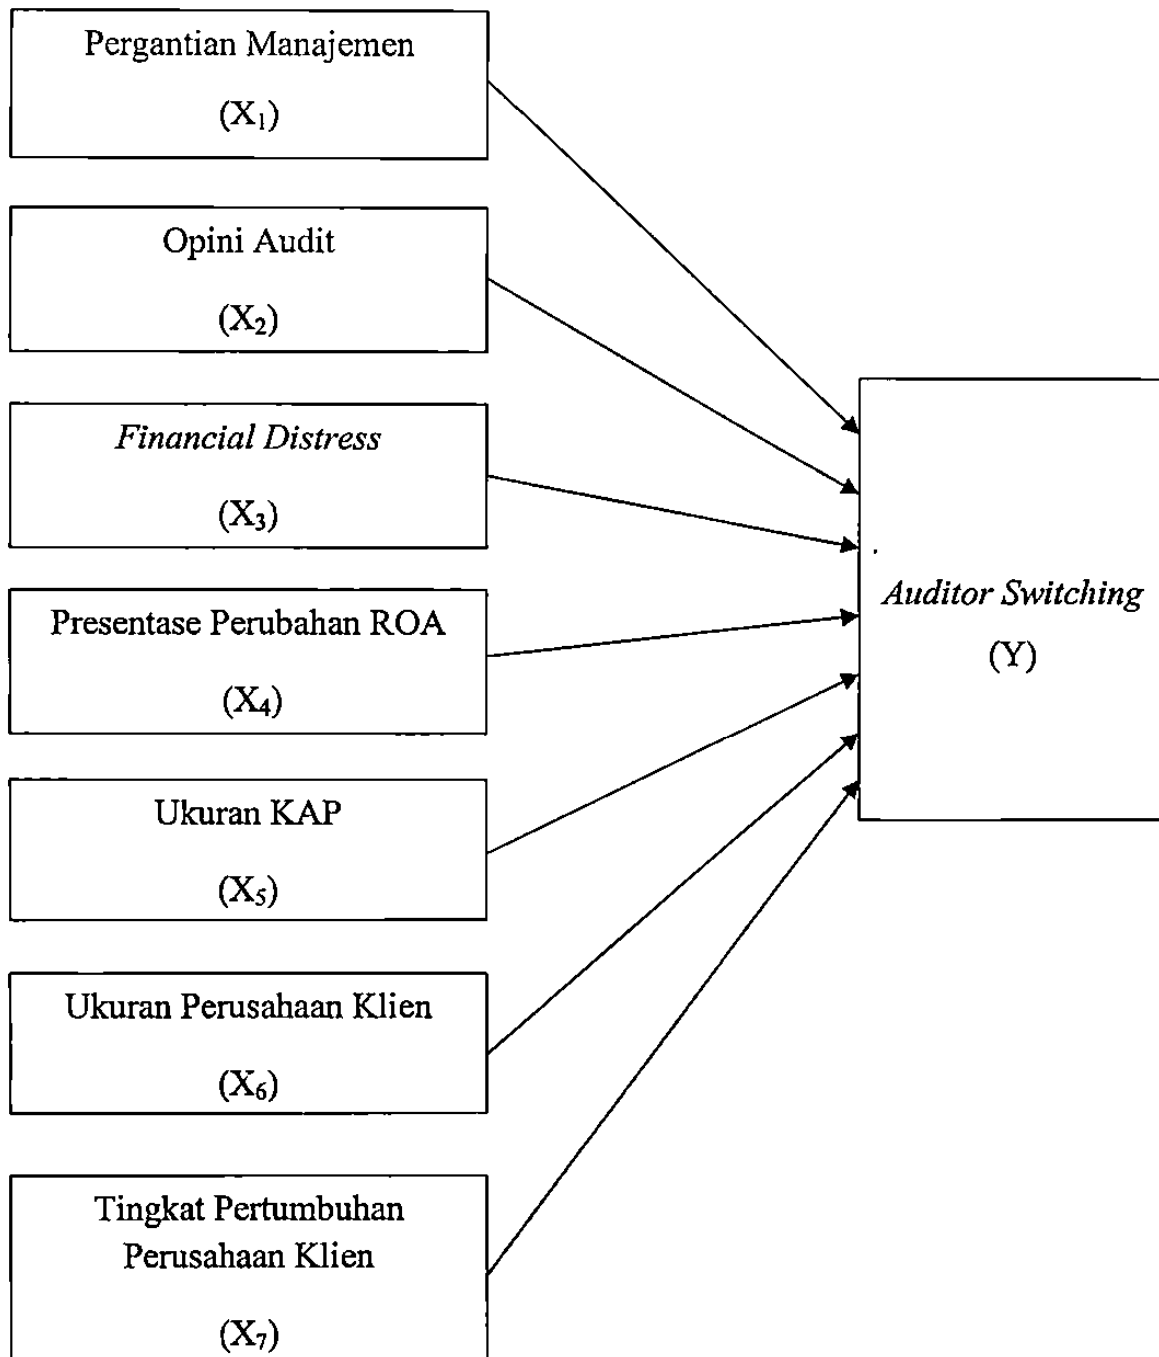 Pergantian Manajemen
(X₁)
Opini Audit
(X₂)
Financial Distress
(X₃)
Presentase Perubahan ROA
(X₄)
Ukuran KAP
(X₅)
Ukuran Perusahaan Klien
(X₆)
Tingkat Pertumbuhan
Perusahaan Klien
(X₇)
Auditor Switching
(Y)